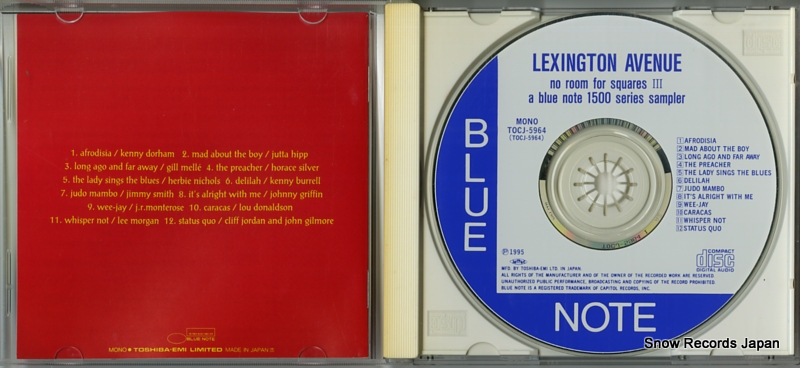 1. afrodisia / kenny dorham 2. mad about the boy / jutta hipp
3. long ago and far away / gill mellé 4. the preacher / horace silver
5. the lady sings the blues / herbie nichols 6. delilah / kenny burrell
7. judo mambo / jimmy smith 8. it's alright with me / johnny griffin
9. wee-jay / j.r.monterose 10. caracas / lou donaldson
11. whisper not / lee morgan 12. status quo / cliff jordan and john gilmore
BLUE NOTE
MONO ● TOSHIBA-EMI LIMITED MADE IN JAPAN
LEXINGTON AVENUE
no room for squares III
a blue note 1500 series sampler
MONO
TOCJ-5964
(TOCJ-5964)
1 AFRODISIA
2 MAD ABOUT THE BOY
3 LONG AGO AND FAR AWAY
4 THE PREACHER
5 THE LADY SINGS THE BLUES
6 DELILAH
7 JUDO MAMBO
8 IT'S ALRIGHT WITH ME
9 WEE-JAY
10 CARACAS
11 WHISPER NOT
12 STATUS QUO
BLUE
NOTE
COMPACT
disc
DIGITAL AUDIO
℗1995
MFD. BY TOSHIBA-EMI LTD. IN JAPAN.
ALL RIGHTS OF THE MANUFACTURER AND OF THE OWNER OF THE RECORDED WORK ARE RESERVED.
UNAUTHORIZED PUBLIC PERFORMANCE, BROADCASTING AND COPYING OF THE RECORD PROHIBITED.
BLUE NOTE IS A REGISTERED TRADEMARK OF CAPITOL RECORDS, INC.
Snow Records Japan